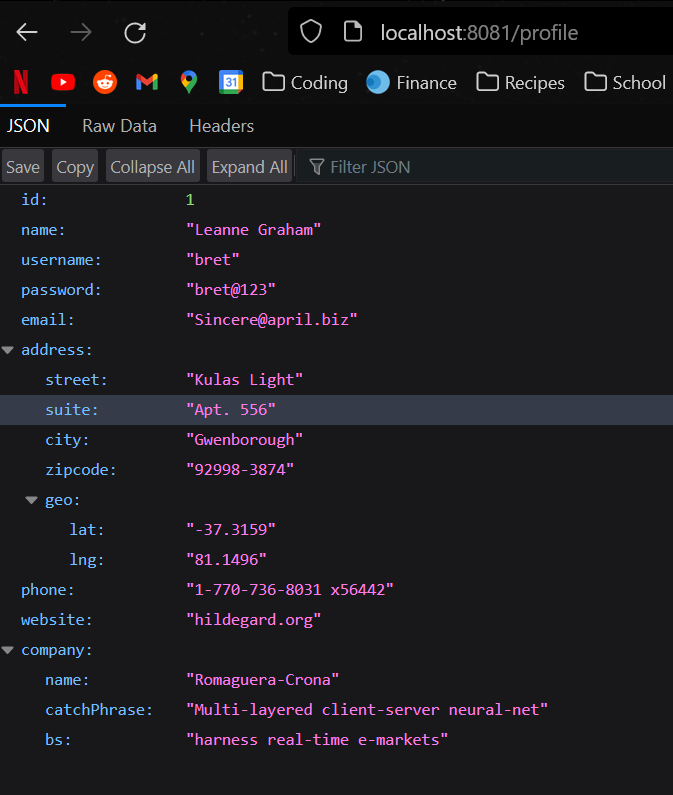 localhost:8081/profile
31 Coding Finance Recipes School
JSON Raw Data Headers
Save Copy Collapse All Expand All Filter JSON
id: 1
name: "Leanne Graham"
username: "bret"
password: "bret@123"
email: "Sincere@april.biz"
address:
street: "Kulas Light"
suite: "Apt. 556"
city: "Gwenborough"
zipcode: "92998-3874"
geo:
lat: "-37.3159"
lng: "81.1496"
phone: "1-770-736-8031 x56442"
website: "hildegard.org"
company:
name: "Romaguera-Crona"
catchPhrase: "Multi-layered client-server neural-net"
bs: "harness real-time e-markets"